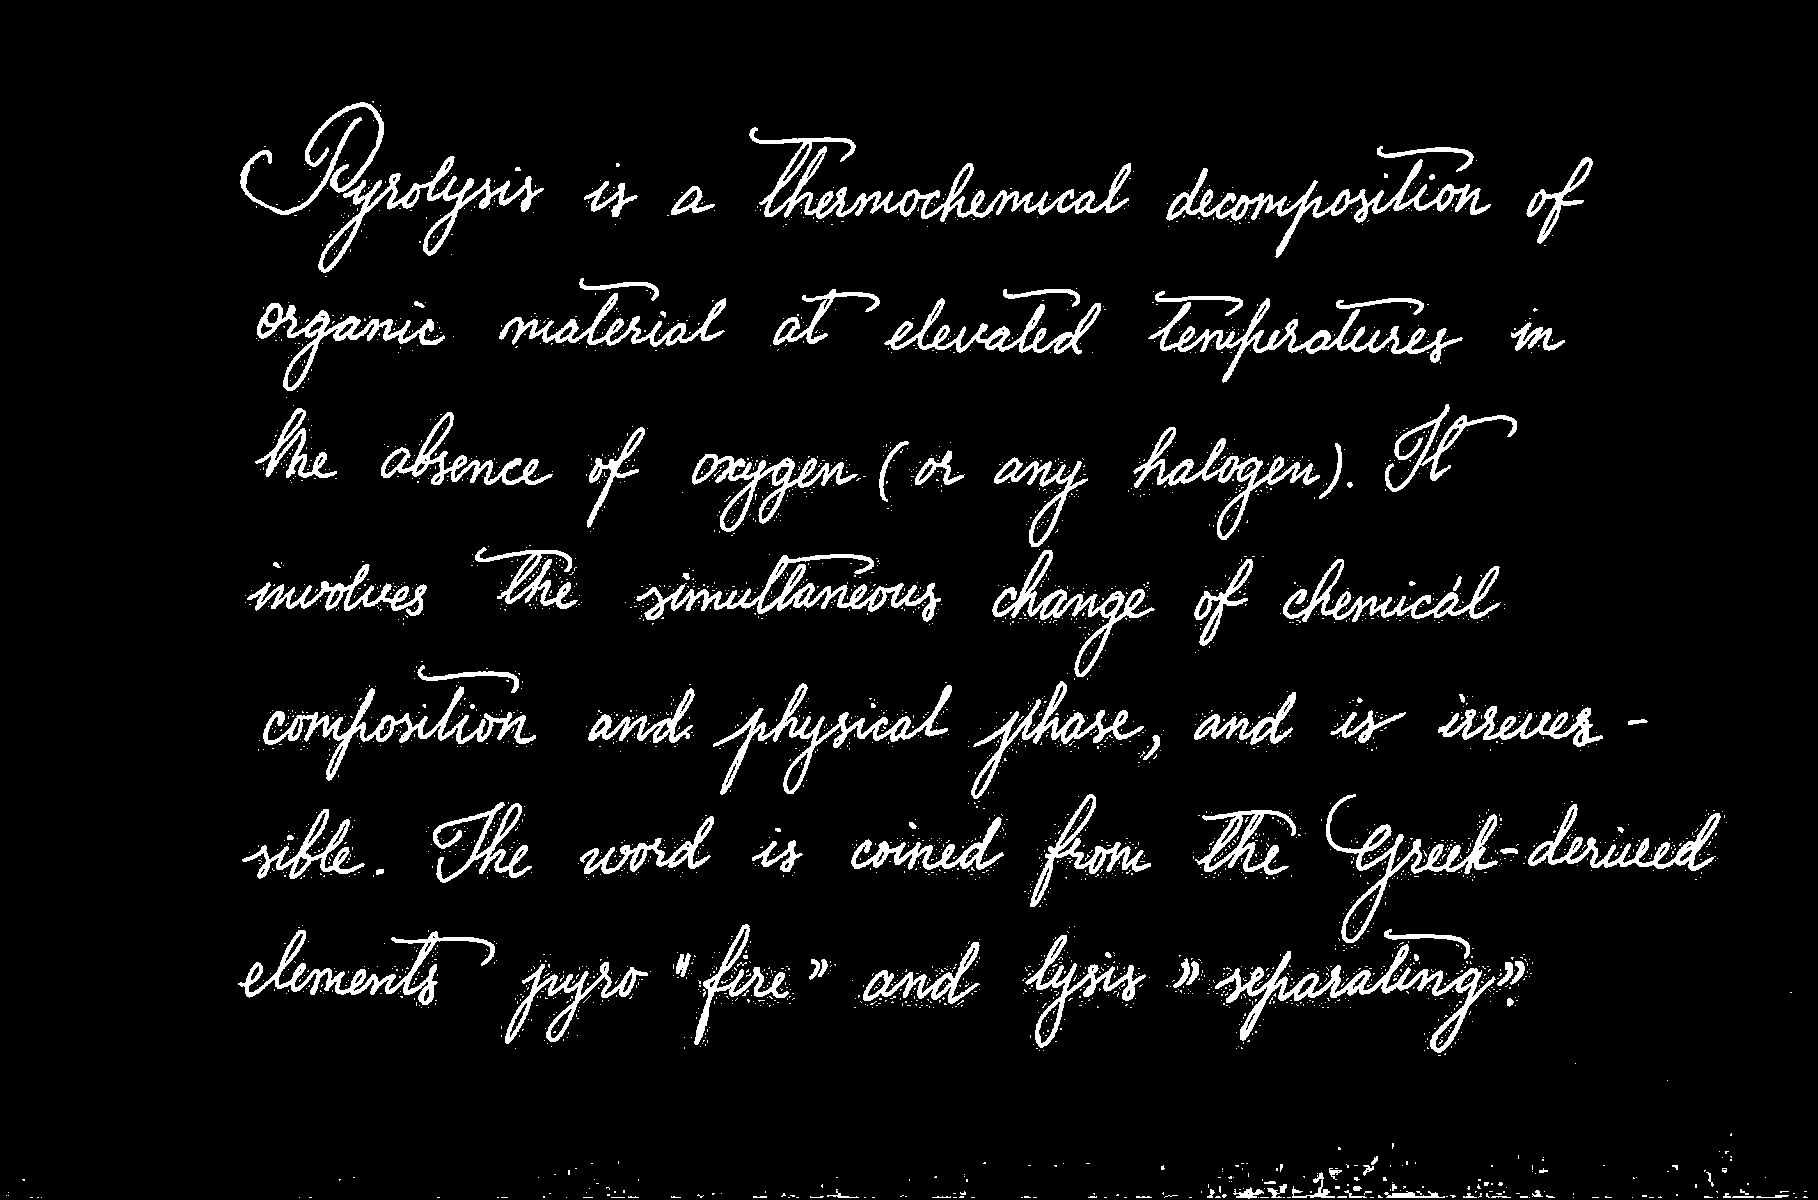 Pyrolysis is a thermochemical decomposition of
organic material at elevated temperatures in
the absence of oxygen (or any halogen). It
involves the simultaneous change of chemical
composition and physical phase, and is irrever-
sible. The word is coined from the Greek-derived
elements pyro "fire" and lysis "separating".